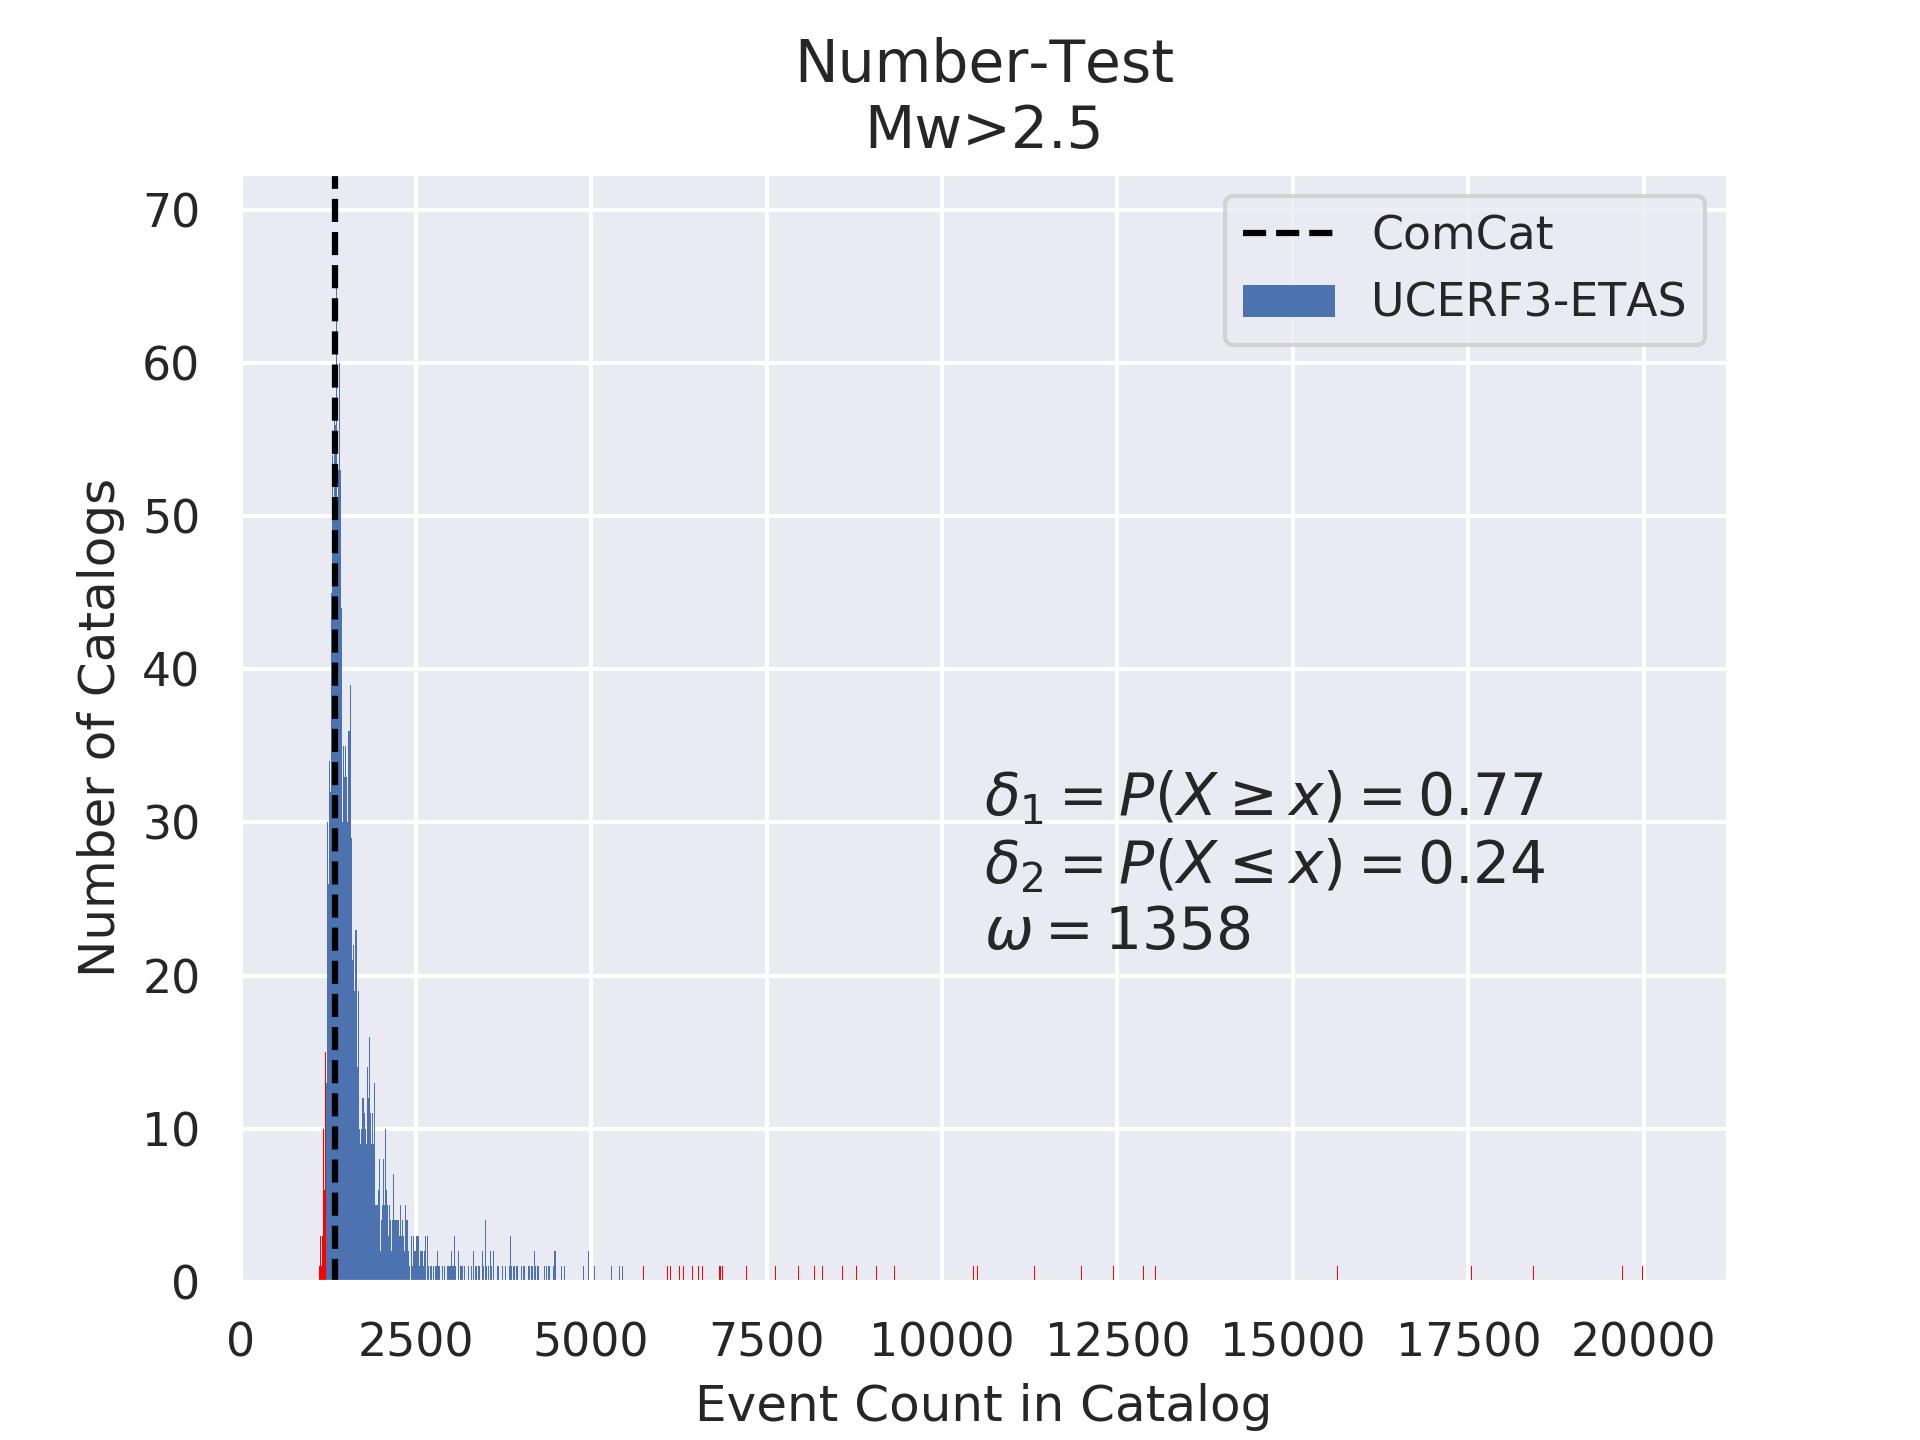 Number-Test
Mw>2.5
70
60
50
40
30
20
10
0
Number of Catalogs
ComCat
UCERF3-ETAS
δ₁ = P(X ≥ x) = 0.77
δ₂ = P(X ≤ x) = 0.24
ω = 1358
0 2500 5000 7500 10000 12500 15000 17500 20000
Event Count in Catalog